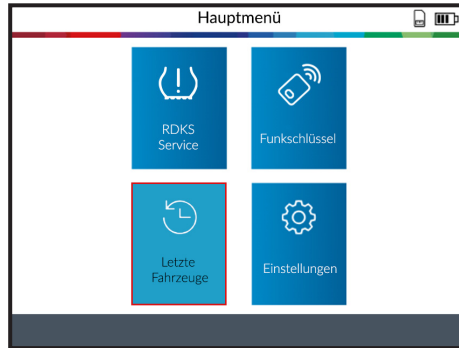 Hauptmenü
RDKS
Service
Funkschlüssel
Letzte
Fahrzeuge
Einstellungen